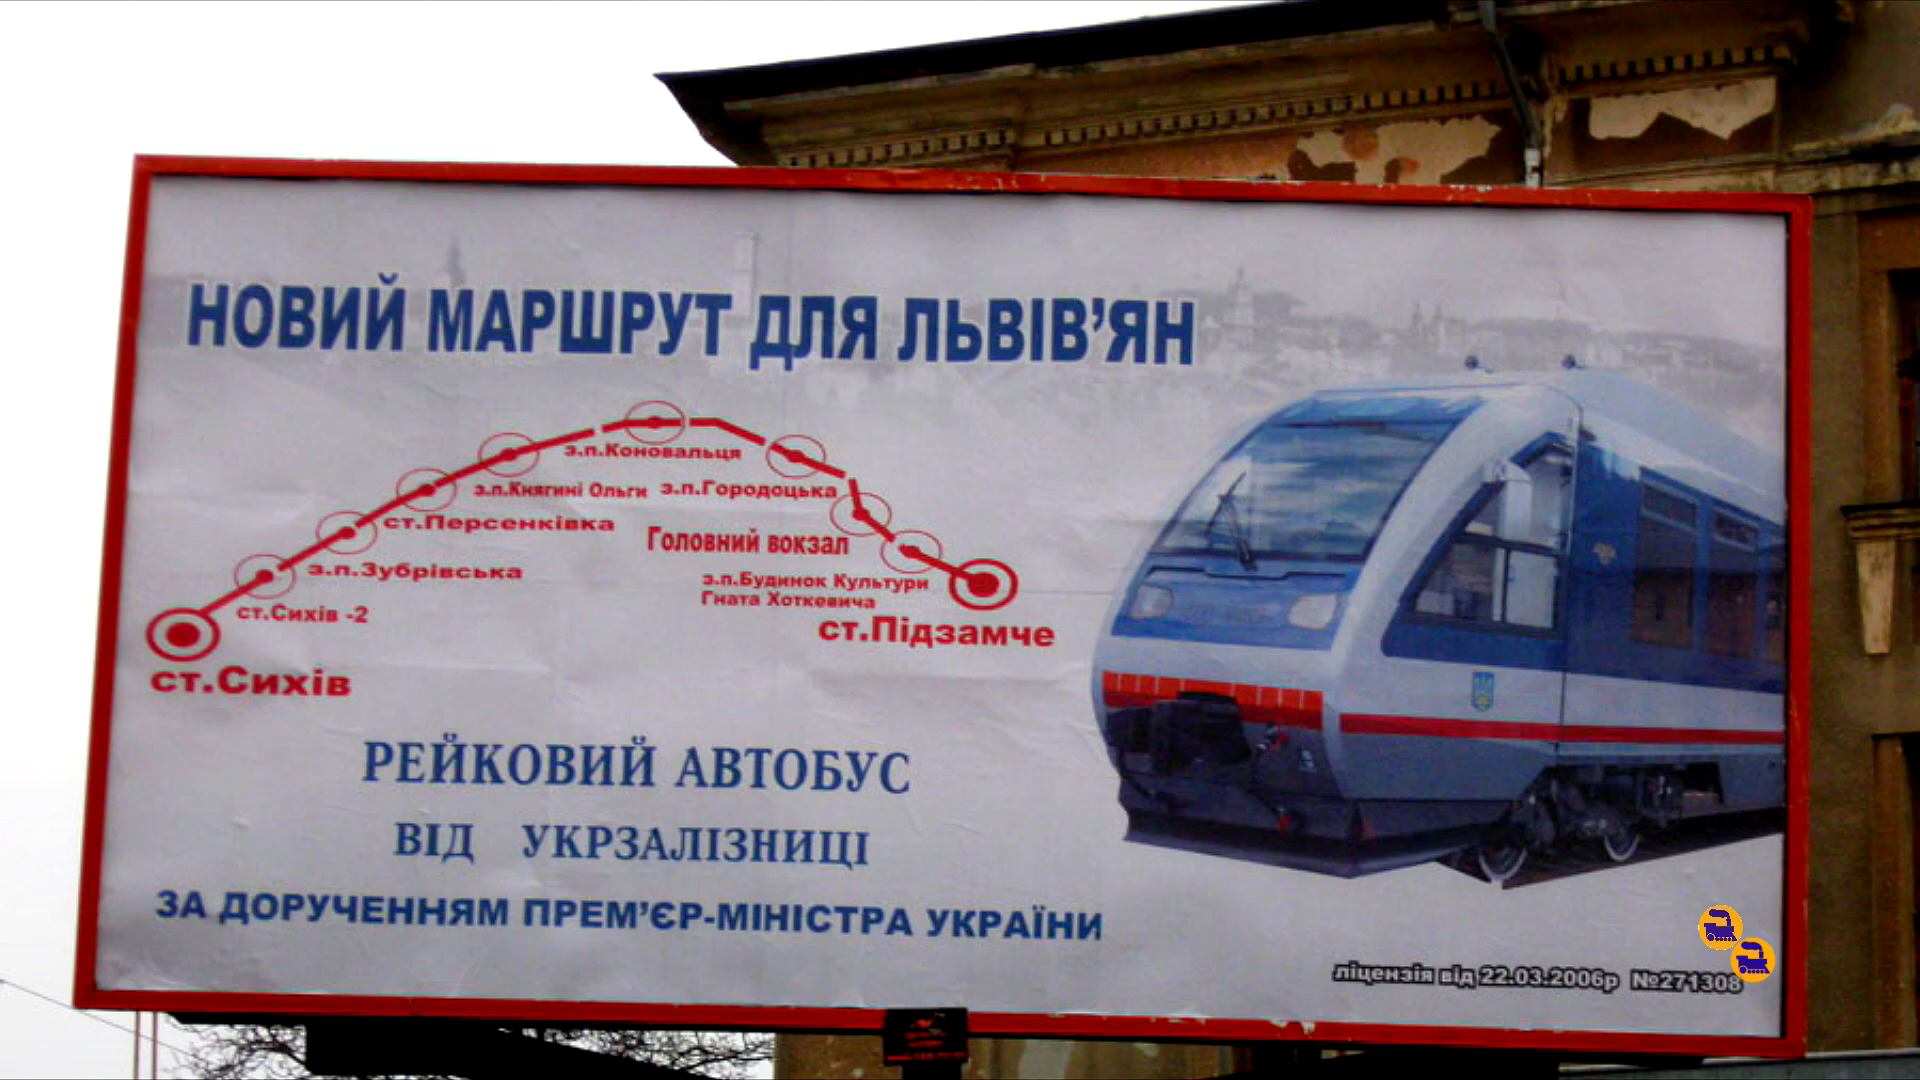 НОВИЙ МАРШРУТ ДЛЯ ЛЬВІВ’ЯН
з.п.Коновальця
з.п.Княгині Ольги
з.п.Городоцька
ст.Персенківка
Головний вокзал
з.п.Зубрівська
з.п.Будинок Культури
Гната Хоткевича
ст.Сихів -2
ст.Підзамче
ст.Сихів
РЕЙКОВИЙ АВТОБУС
ВІД УКРЗАЛІЗНИЦІ
ЗА ДОРУЧЕННЯМ ПРЕМ’ЄР-МІНІСТРА УКРАЇНИ
ліцензія від 22.03.2006р №271308